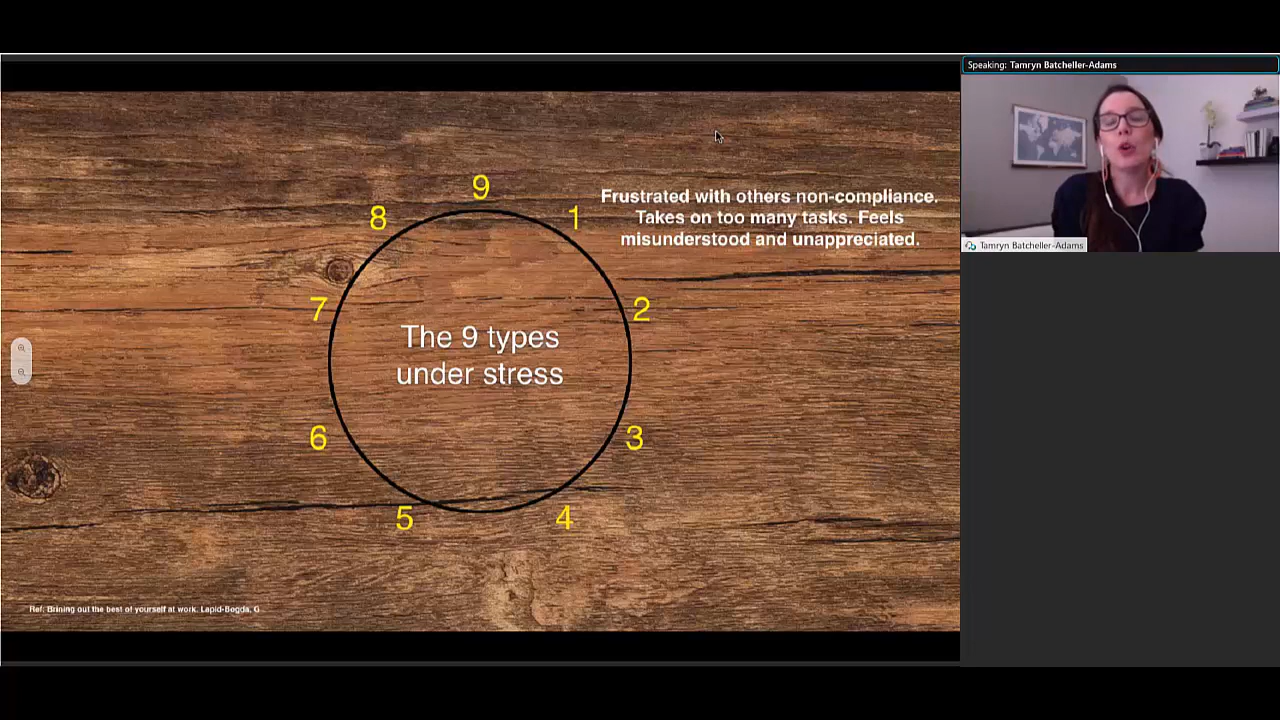 Speaking: Tamryn Batcheller-Adams
9
8
1
Frustrated with others non-compliance.
Takes on too many tasks. Feels
misunderstood and unappreciated.
Tamryn Batcheller-Adams
7
2
The 9 types
under stress
6
3
5
4
Ref: Brining out the best of yourself at work. Lapid-Bogda, G